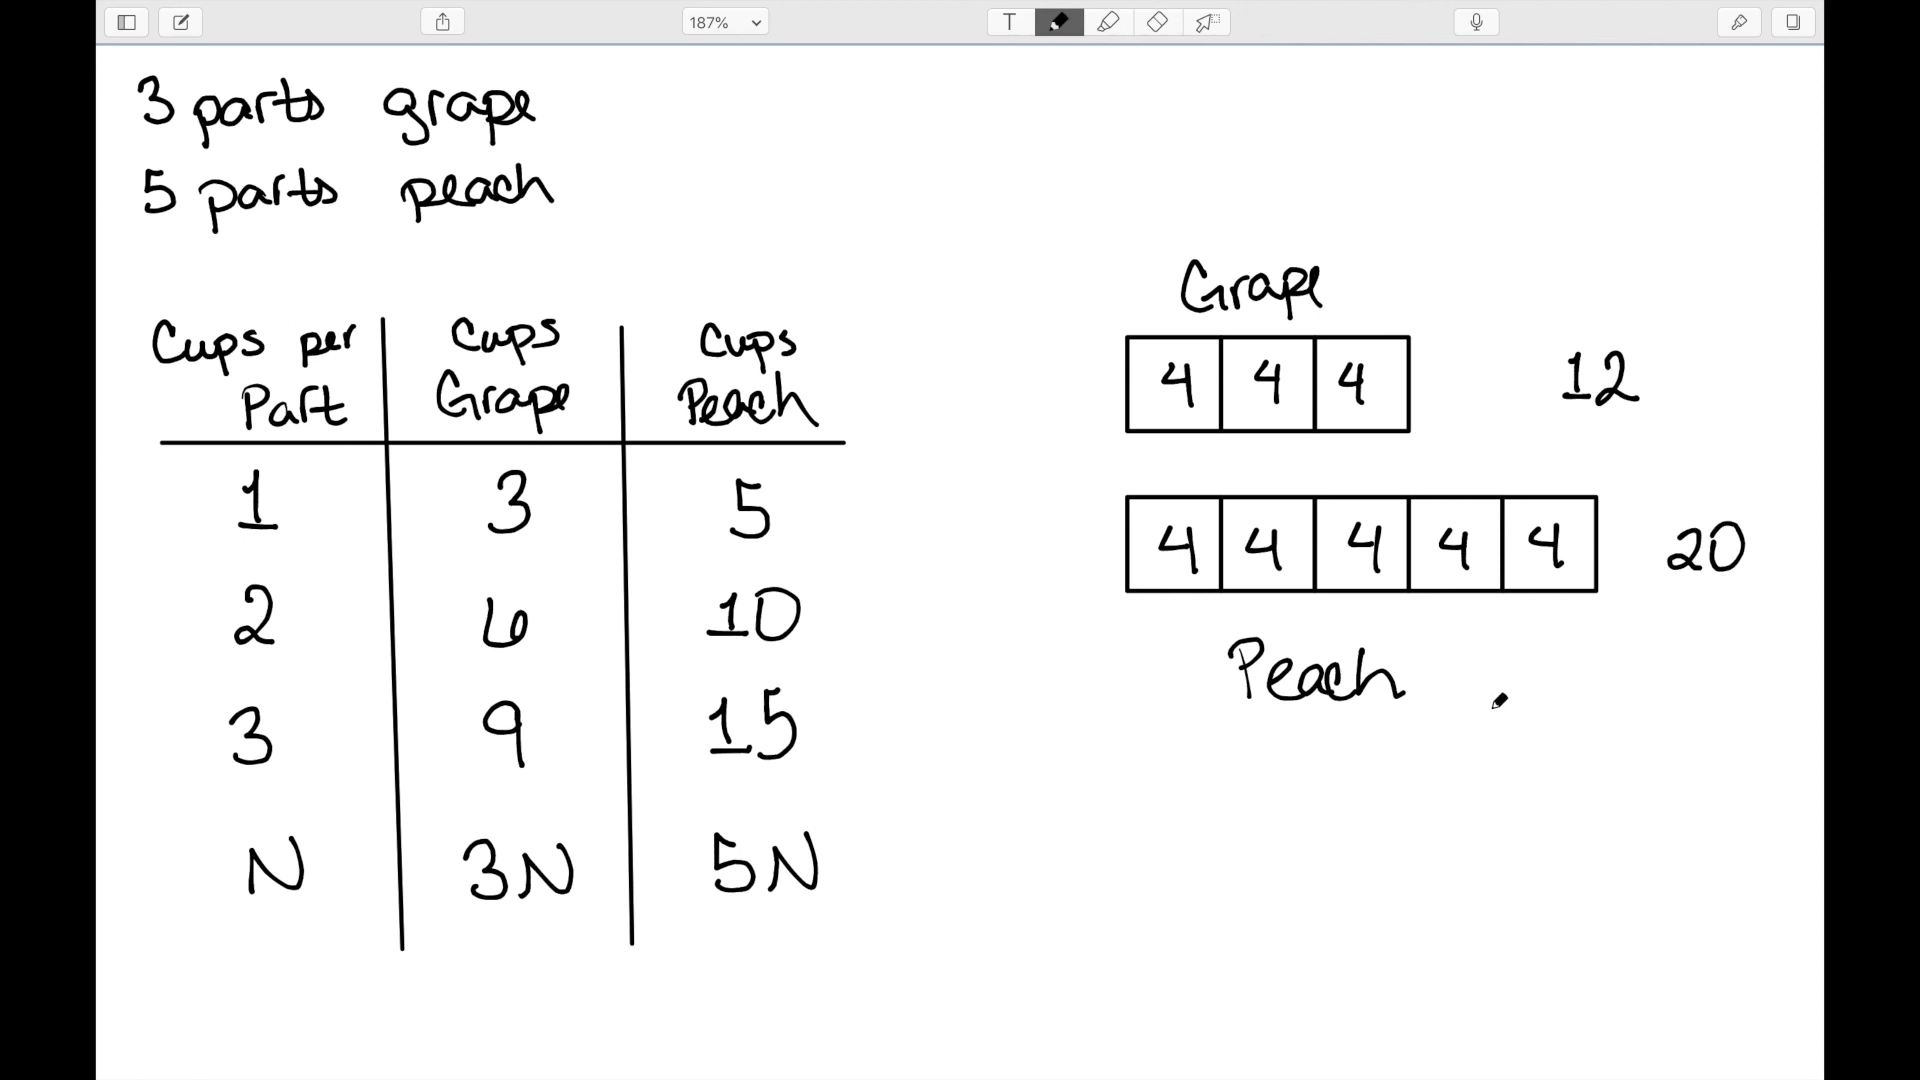 187%
T
3 parts grape
5 parts peach
Cups per Part | Cups Grape | Cups Peach
1 3 5
2 6 10
3 9 15
N 3N 5N
Grape
4 4 4 12
4 4 4 4 4 20
Peach